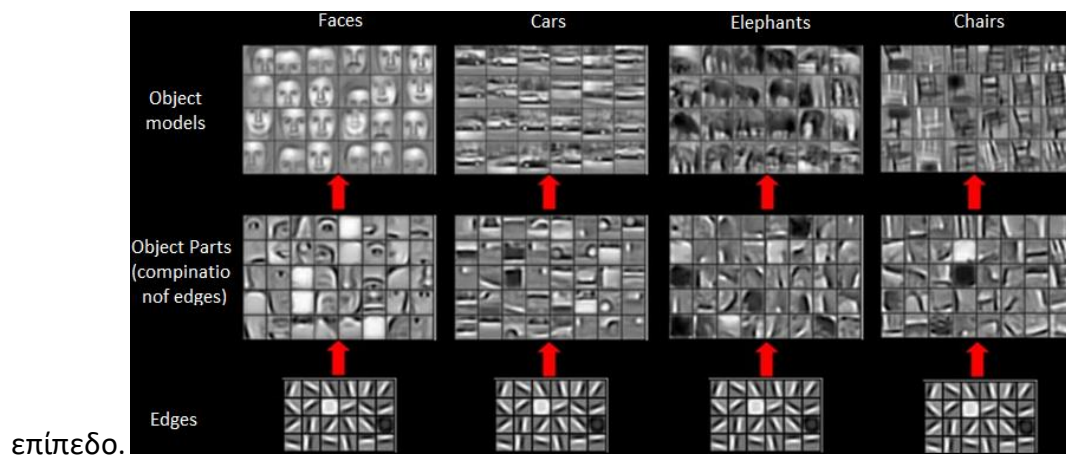 Faces Cars Elephants Chairs
Object
models
Object Parts
(compinatio
nof edges)
Edges
επίπεδο.